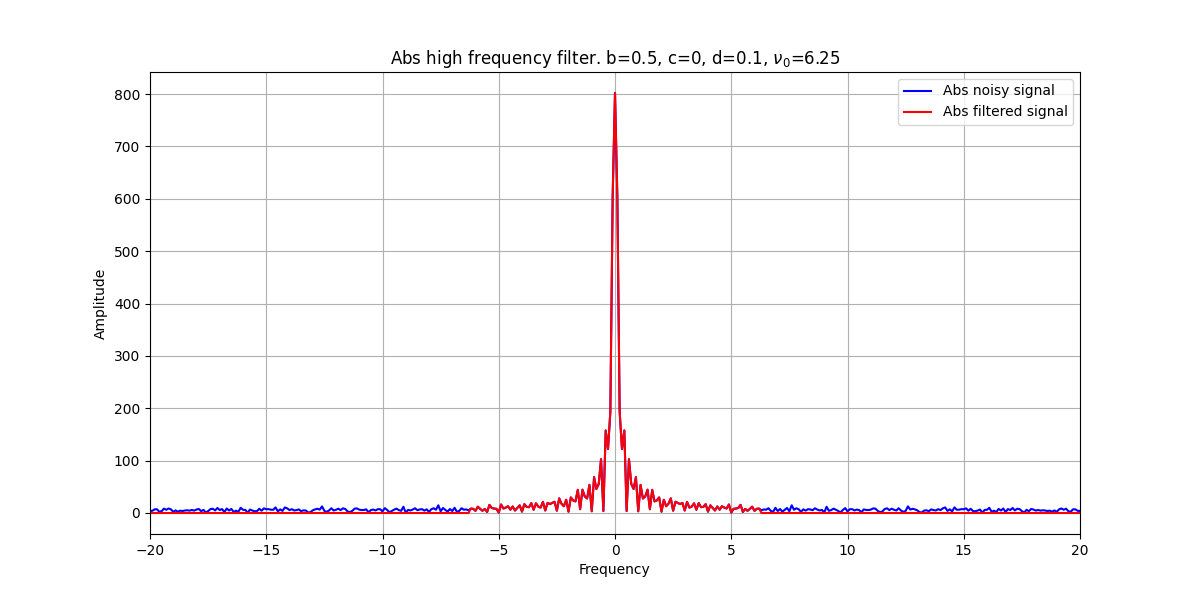 Abs high frequency filter. b=0.5, c=0, d=0.1, ν₀=6.25
Abs noisy signal
Abs filtered signal
Amplitude
800
700
600
500
400
300
200
100
0
−20 −15 −10 −5 0 5 10 15 20
Frequency